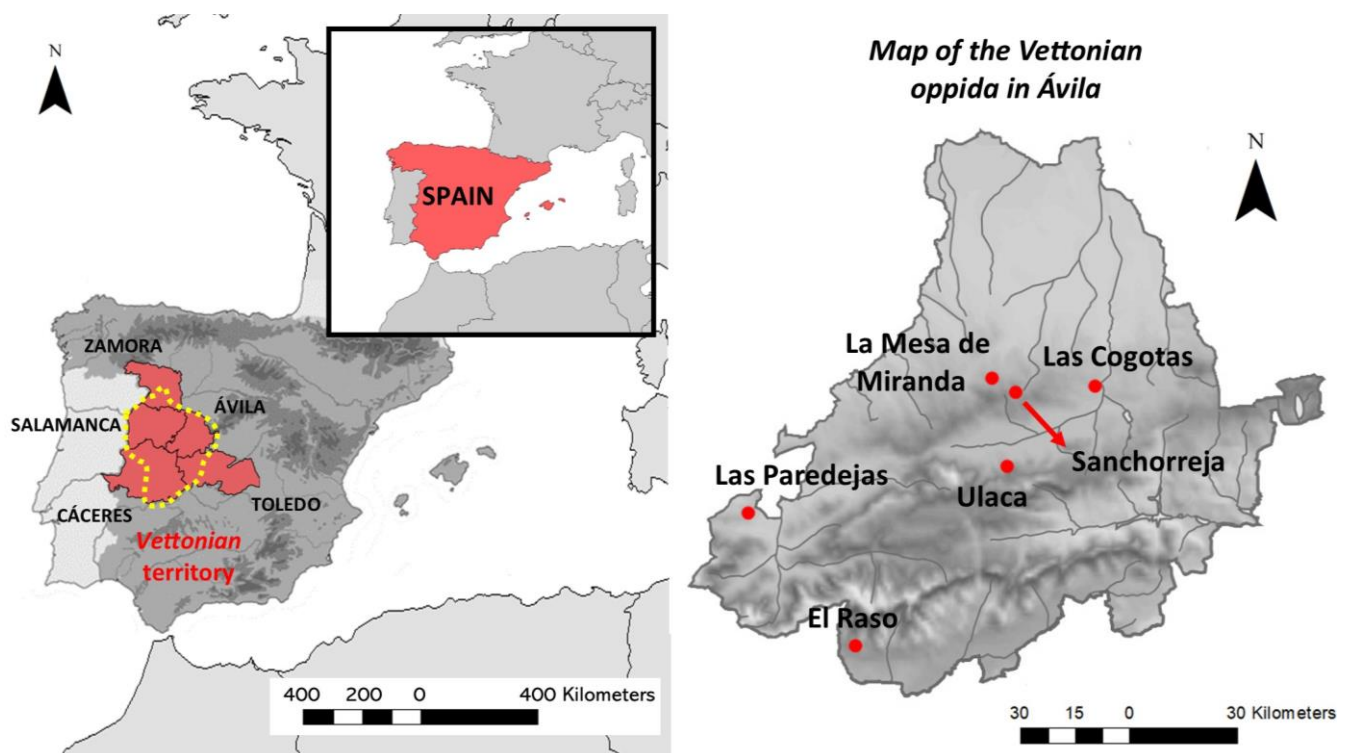 N
SPAIN
ZAMORA
ÁVILA
SALAMANCA
CÁCERES
TOLEDO
Vettonian
territory
400 200 0 400 Kilometers
Map of the Vettonian
oppida in Ávila
N
La Mesa de
Miranda
Las Cogotas
Sanchorreja
Las Paredejas
Ulaca
El Raso
30 15 0 30 Kilometers